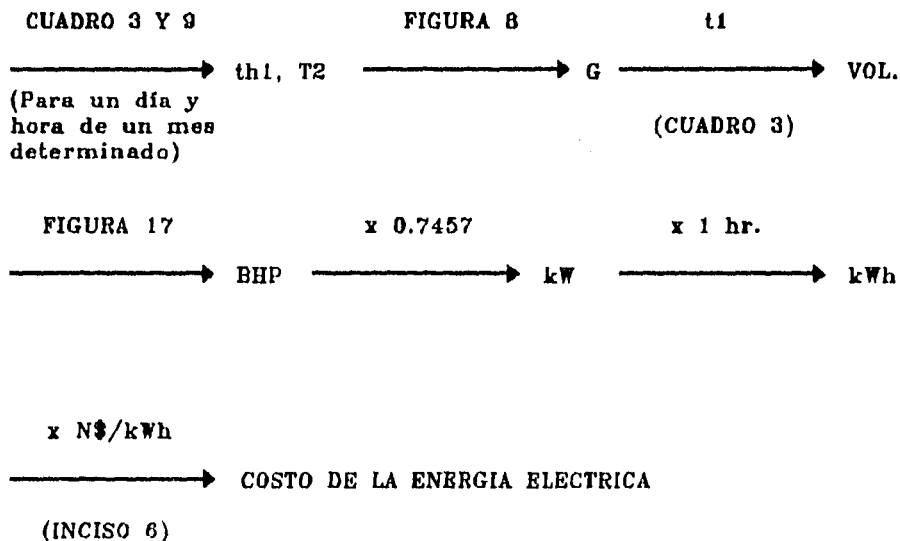 CUADRO 3 Y 9 FIGURA 8 t1
th1, T2 G VOL.
(Para un día y
hora de un mes
determinado)
(CUADRO 3)
FIGURA 17 x 0.7457 x 1 hr.
BHP kW kWh
x N$/kWh
COSTO DE LA ENERGIA ELECTRICA
(INCISO 6)